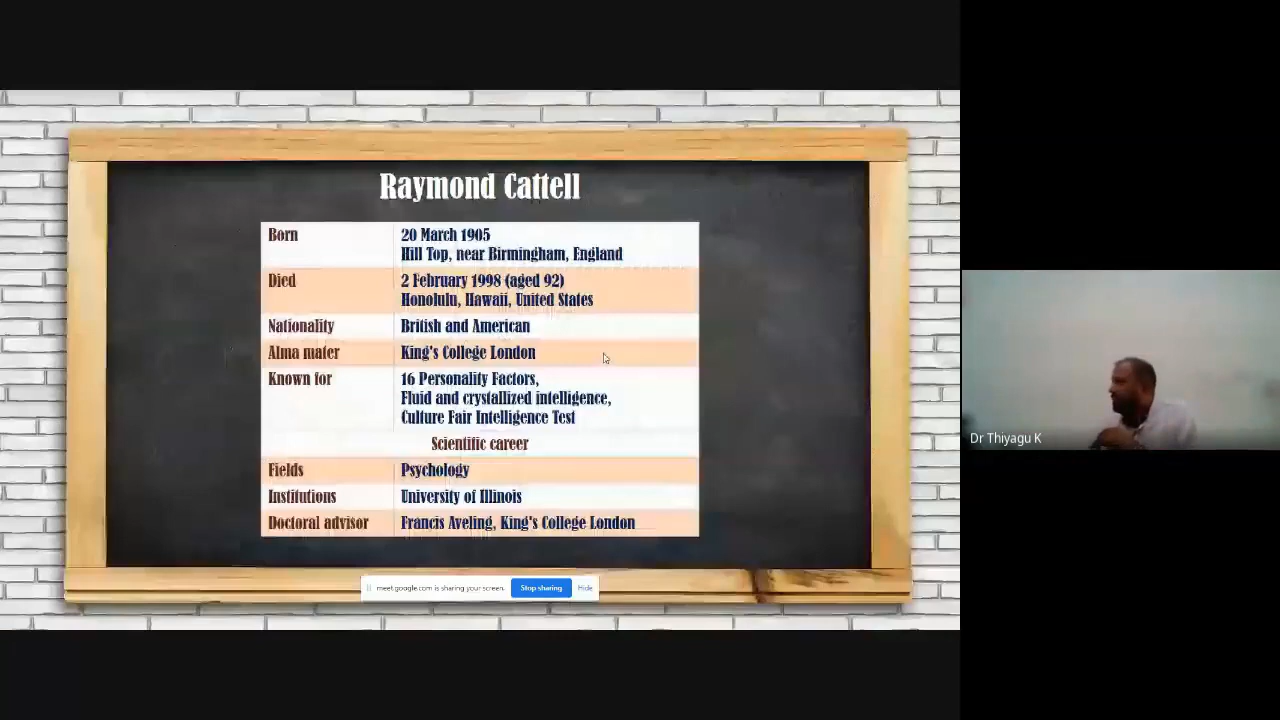 Raymond Cattell
Born
20 March 1905
Hill Top, near Birmingham, England
Died
2 February 1998 (aged 92)
Honolulu, Hawaii, United States
Nationality
British and American
Alma mater
King's College London
Known for
16 Personality Factors,
Fluid and crystallized intelligence,
Culture Fair Intelligence Test
Scientific career
Fields
Psychology
Institutions
University of Illinois
Doctoral advisor
Francis Aveling, King's College London
meet.google.com is sharing your screen.
Stop sharing
Hide
Dr Thiyagu K